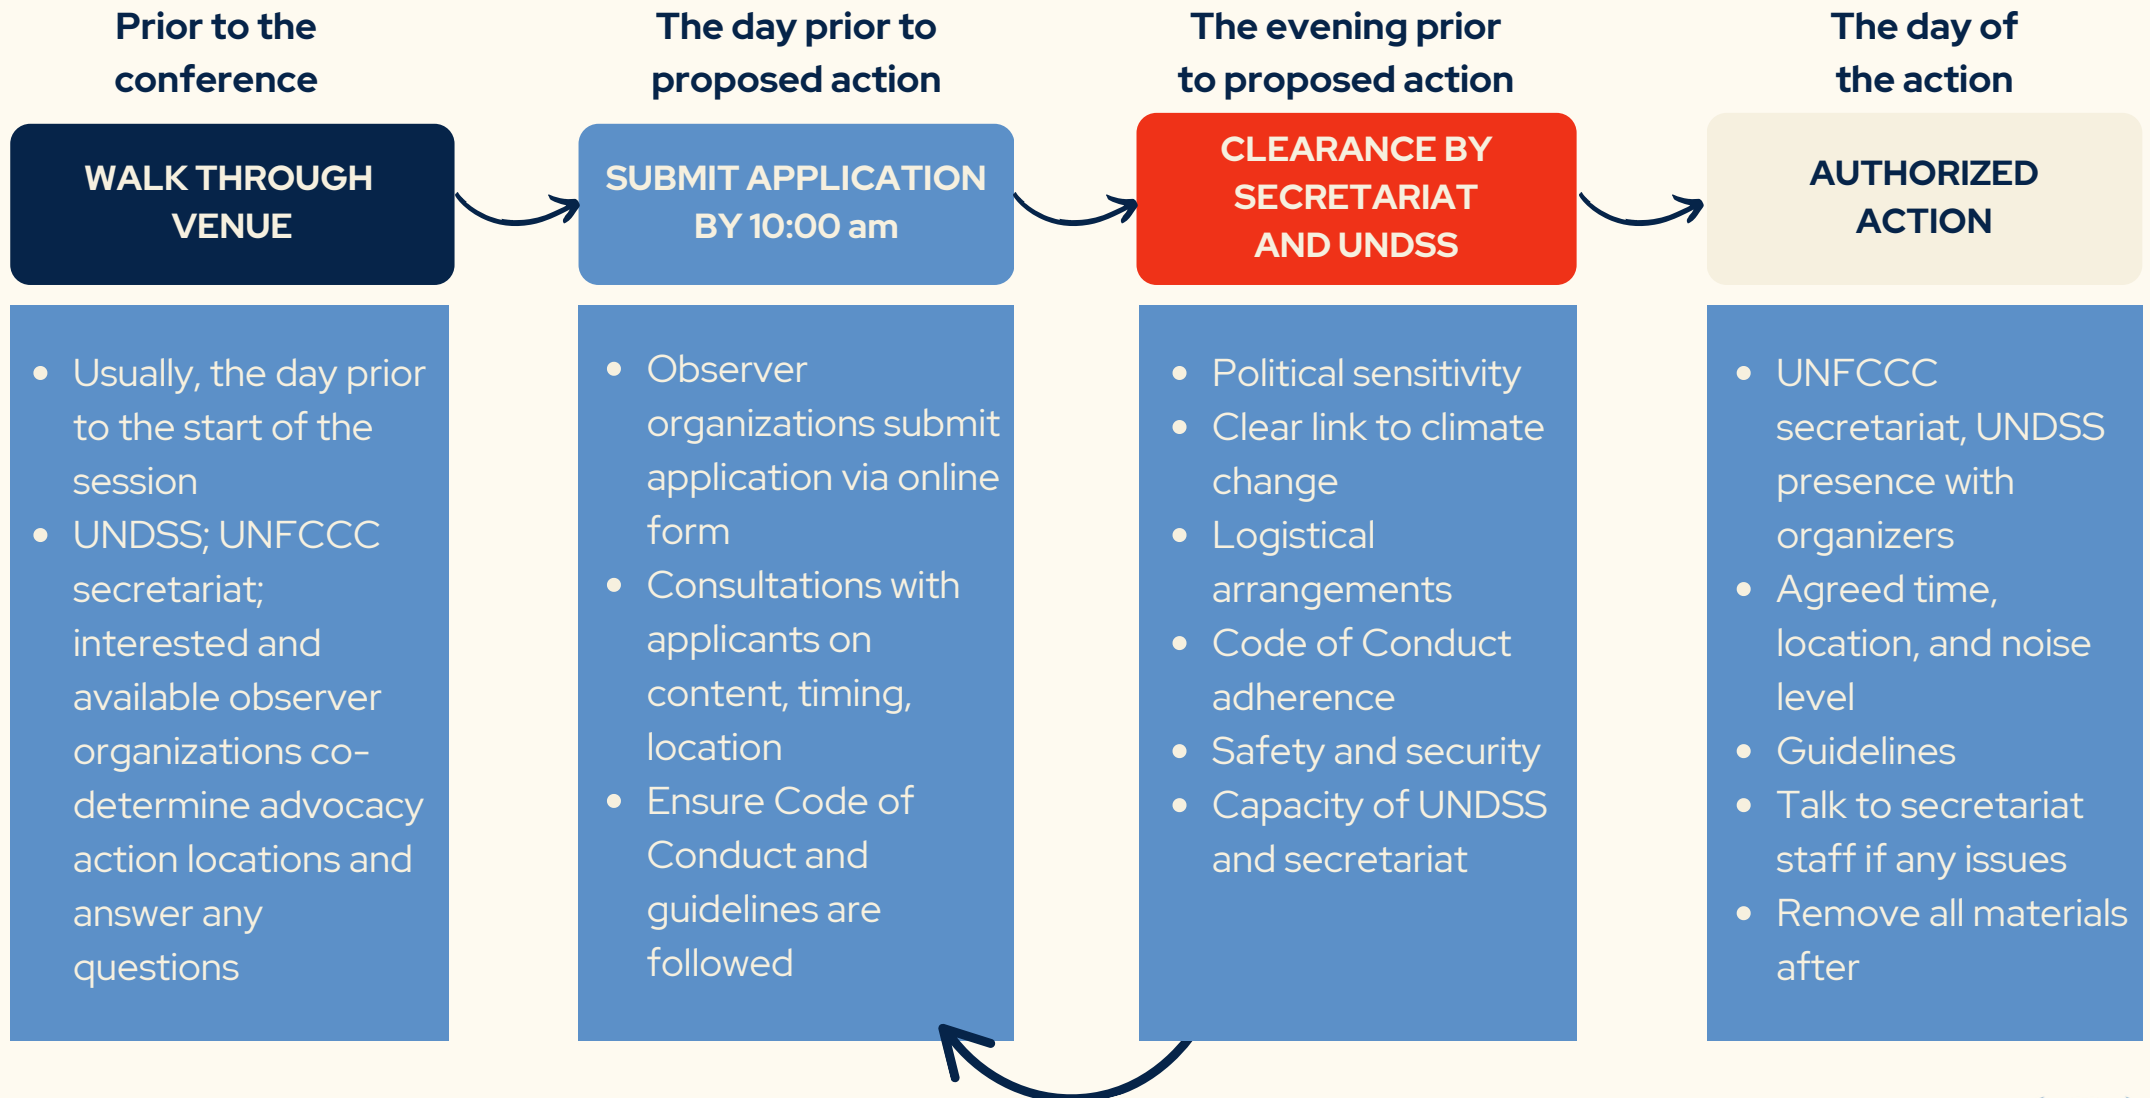 Prior to the
conference
WALK THROUGH
VENUE
• Usually, the day prior
to the start of the
session
• UNDSS; UNFCCC
secretariat;
interested and
available observer
organizations co-
determine advocacy
action locations and
answer any
questions
The day prior to
proposed action
SUBMIT APPLICATION
BY 10:00 am
• Observer
organizations submit
application via online
form
• Consultations with
applicants on
content, timing,
location
• Ensure Code of
Conduct and
guidelines are
followed
The evening prior
to proposed action
CLEARANCE BY
SECRETARIAT
AND UNDSS
• Political sensitivity
• Clear link to climate
change
• Logistical
arrangements
• Code of Conduct
adherence
• Safety and security
• Capacity of UNDSS
and secretariat
The day of
the action
AUTHORIZED
ACTION
• UNFCCC
secretariat, UNDSS
presence with
organizers
• Agreed time,
location, and noise
level
• Guidelines
• Talk to secretariat
staff if any issues
• Remove all materials
after